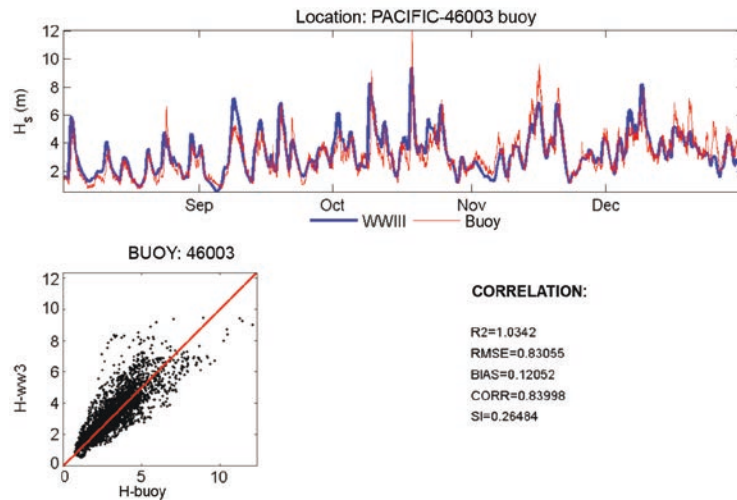 Location: PACIFIC-46003 buoy
12
10
8
6
4
2
Hs (m)
Sep Oct Nov Dec
WWIII Buoy
BUOY: 46003
12
10
8
6
4
2
0
H-ww3
0 5 10
H-buoy
CORRELATION:
R2=1.0342
RMSE=0.83055
BIAS=0.12052
CORR=0.83998
SI=0.26484